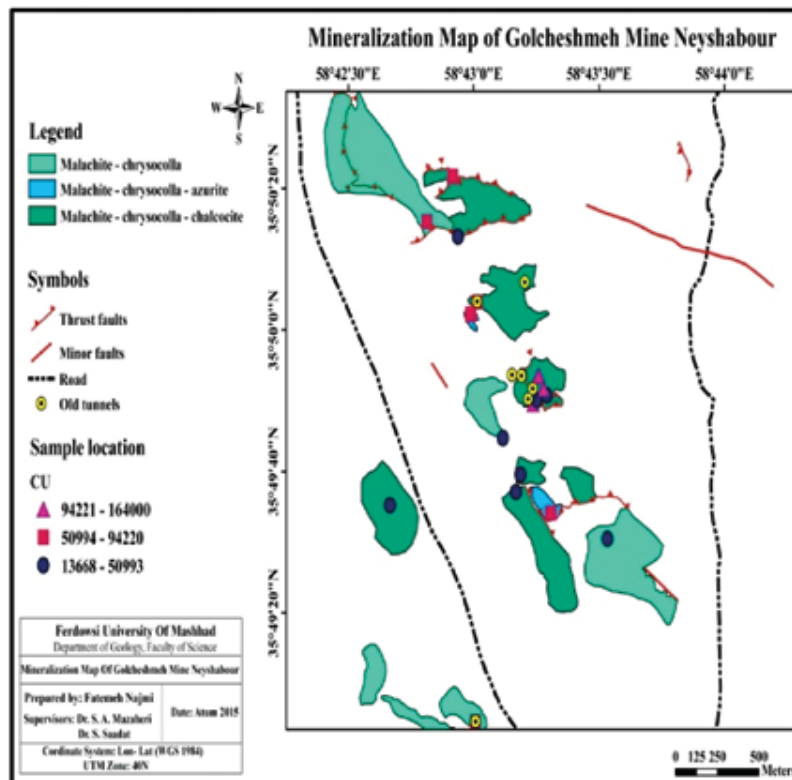 Mineralization Map of Golcheshmeh Mine Neyshabour
58°42'30"E 58°43'0"E 58°43'30"E 58°44'0"E
N
W E
S
Legend
Malachite - chrysocolla
Malachite - chrysocolla - azurite
Malachite - chrysocolla - chalcocite
35°50'20"N
35°50'0"N
35°49'40"N
35°49'20"N
Symbols
Thrust faults
Minor faults
Road
Old tunnels
Sample location
CU
94221 - 164000
50994 - 94220
13668 - 50993
Ferdowsi University Of Mashhad
Department of Geology, Faculty of Science
Mineralization Map Of Golcheshmeh Mine Neyshabour
Prepared by: Fatemeh Najmi
Supervisors: Dr. S. A. Mazaheri
Dr. S. Saadat
Date: Atum 2015
Cordinate System: Lon- Lat (WGS 1984)
UTM Zone: 40N
0 125 250 500
Meters